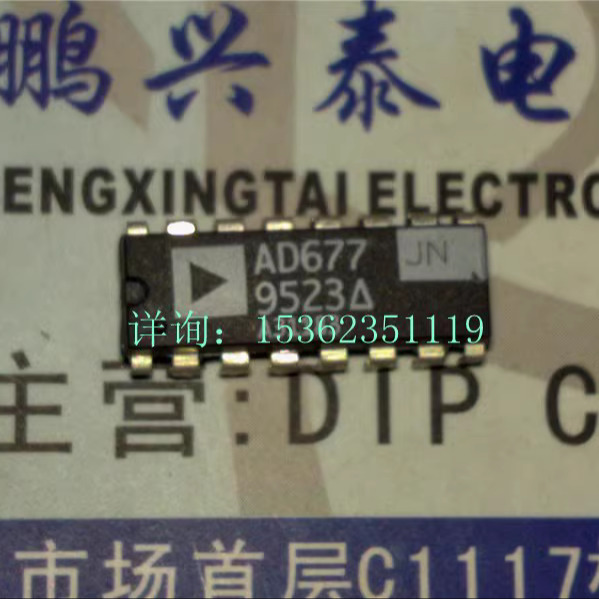 鹏兴泰电
ENGXINGTAI ELECTRO
AD677
JN
9523Δ
详询：15362351119
主营:DIP C
市场首层C1117